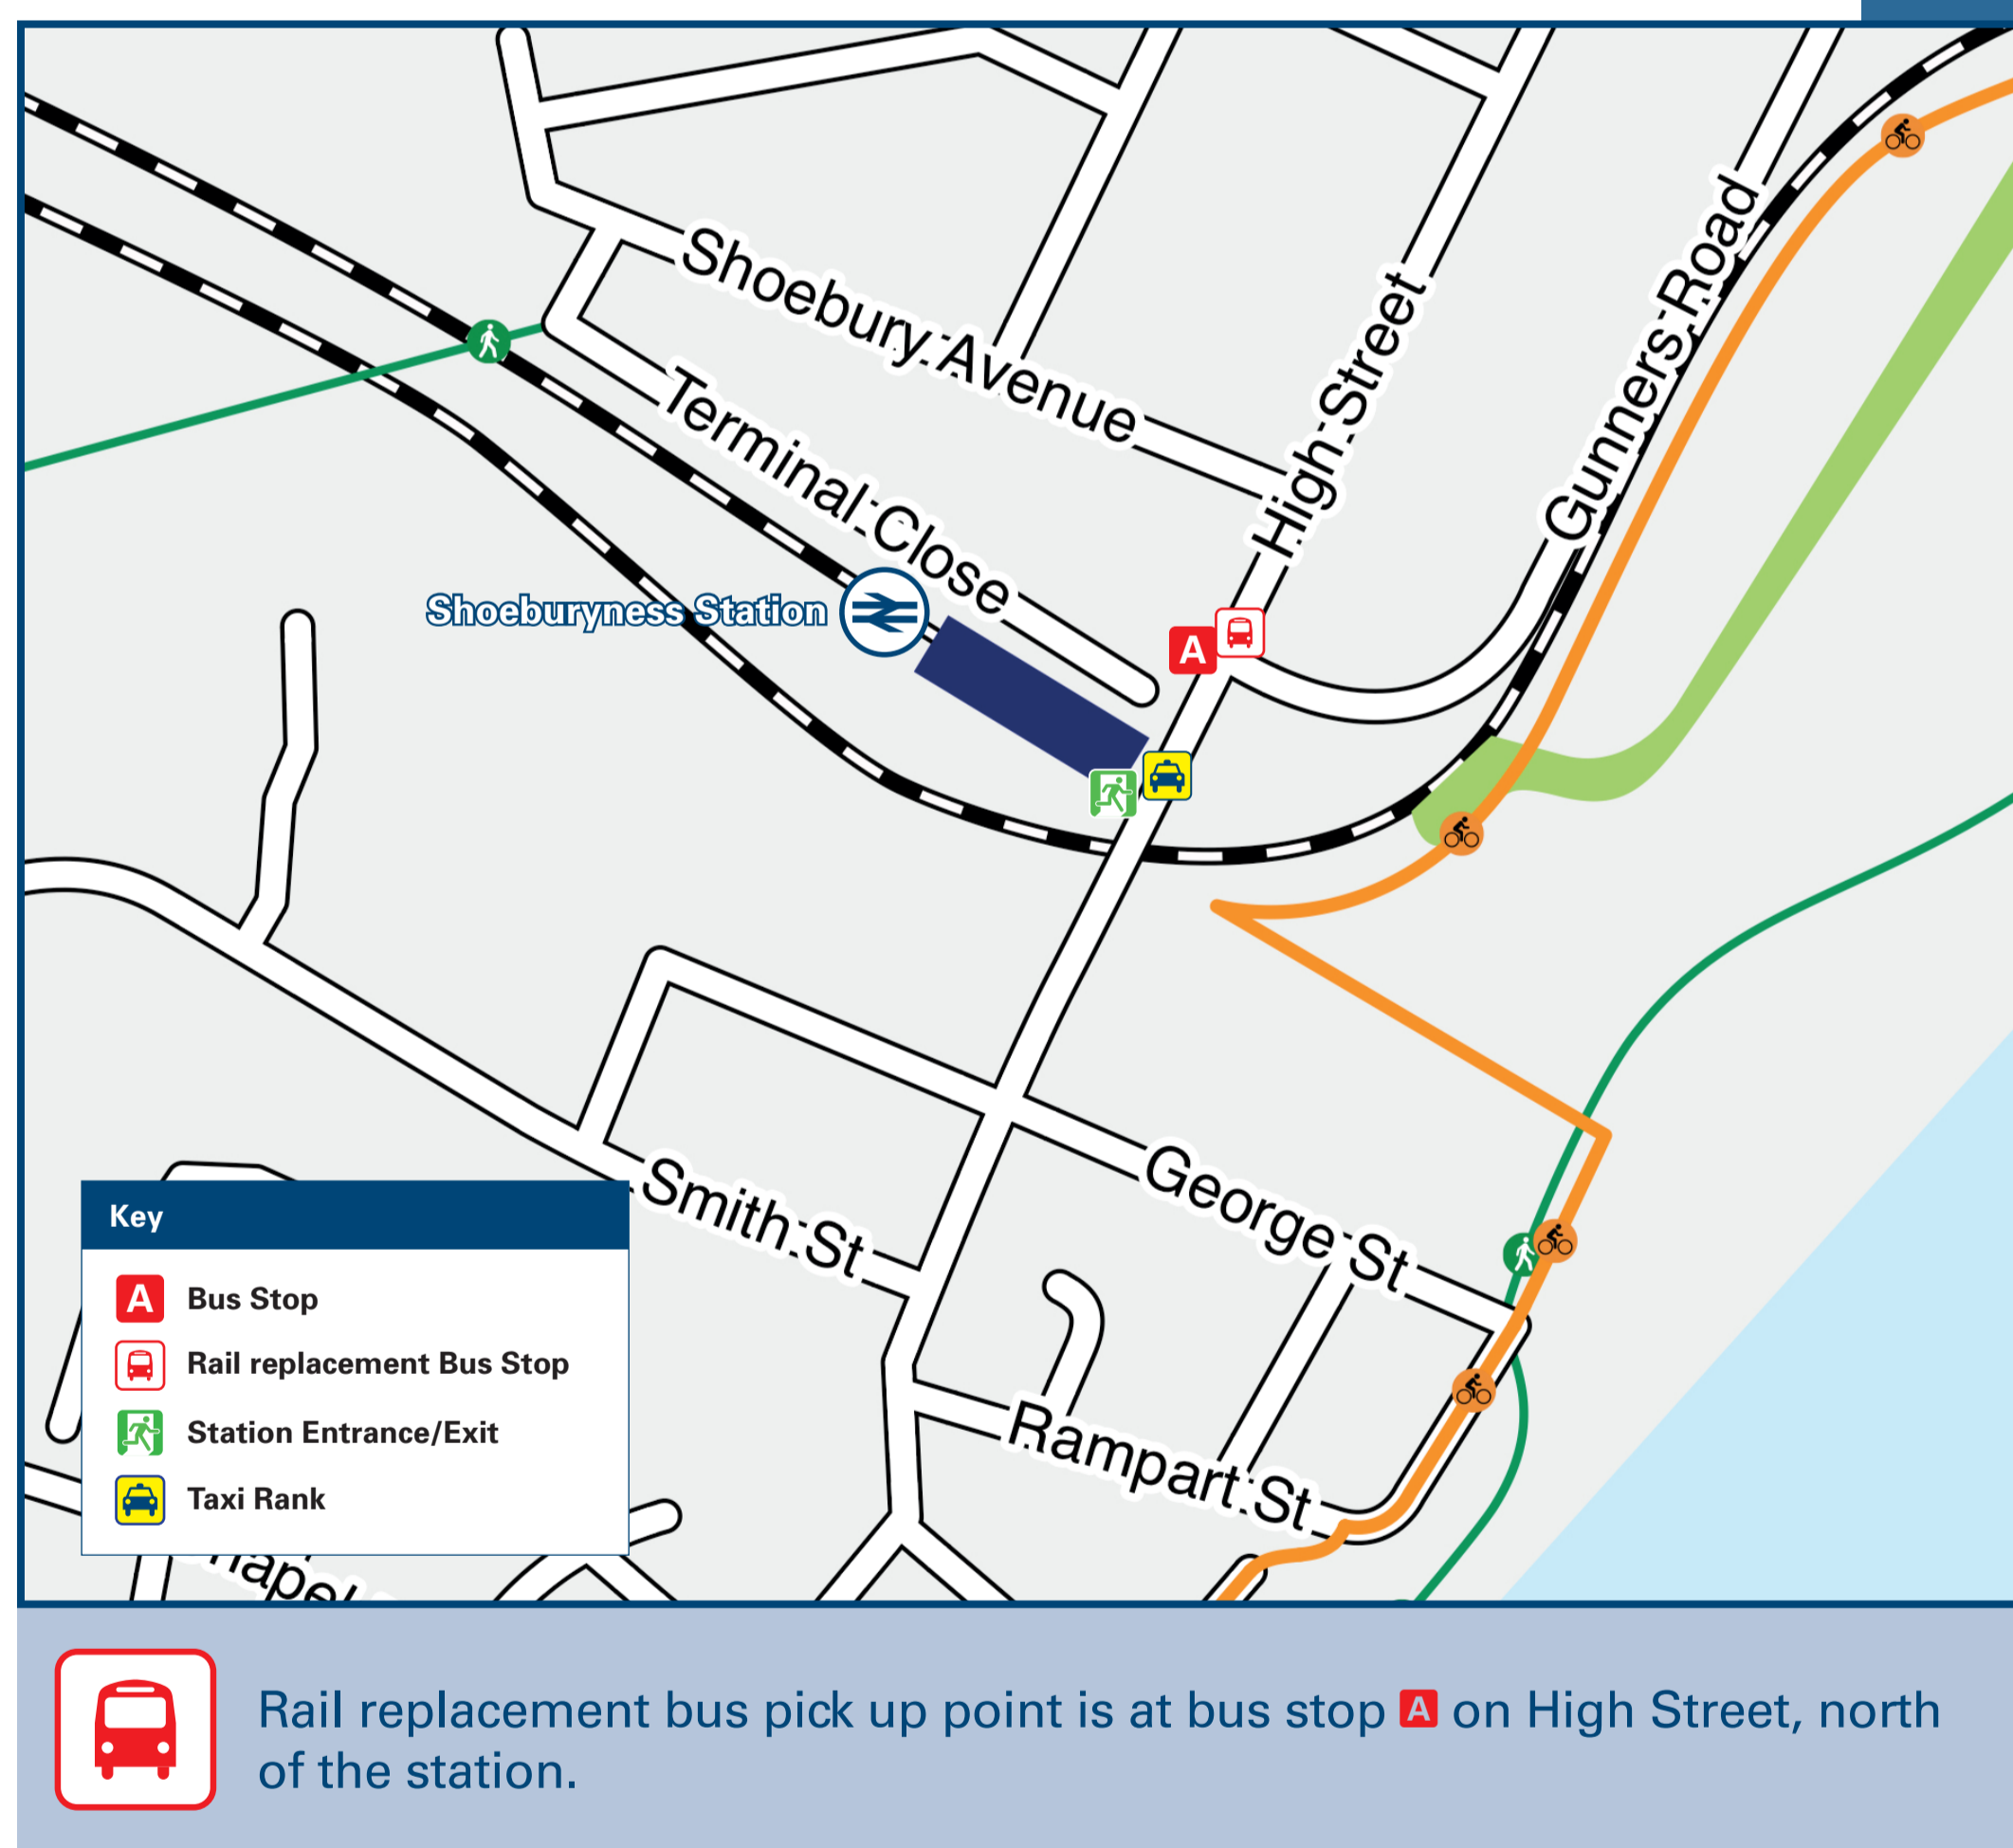 Shoebury Avenue
High Street
Gunners Road
Terminal Close
Shoeburyness Station
A
Smith St
George St
Rampart St
Key
A Bus Stop
Rail replacement Bus Stop
Station Entrance/Exit
Taxi Rank
Rail replacement bus pick up point is at bus stop A on High Street, north
of the station.